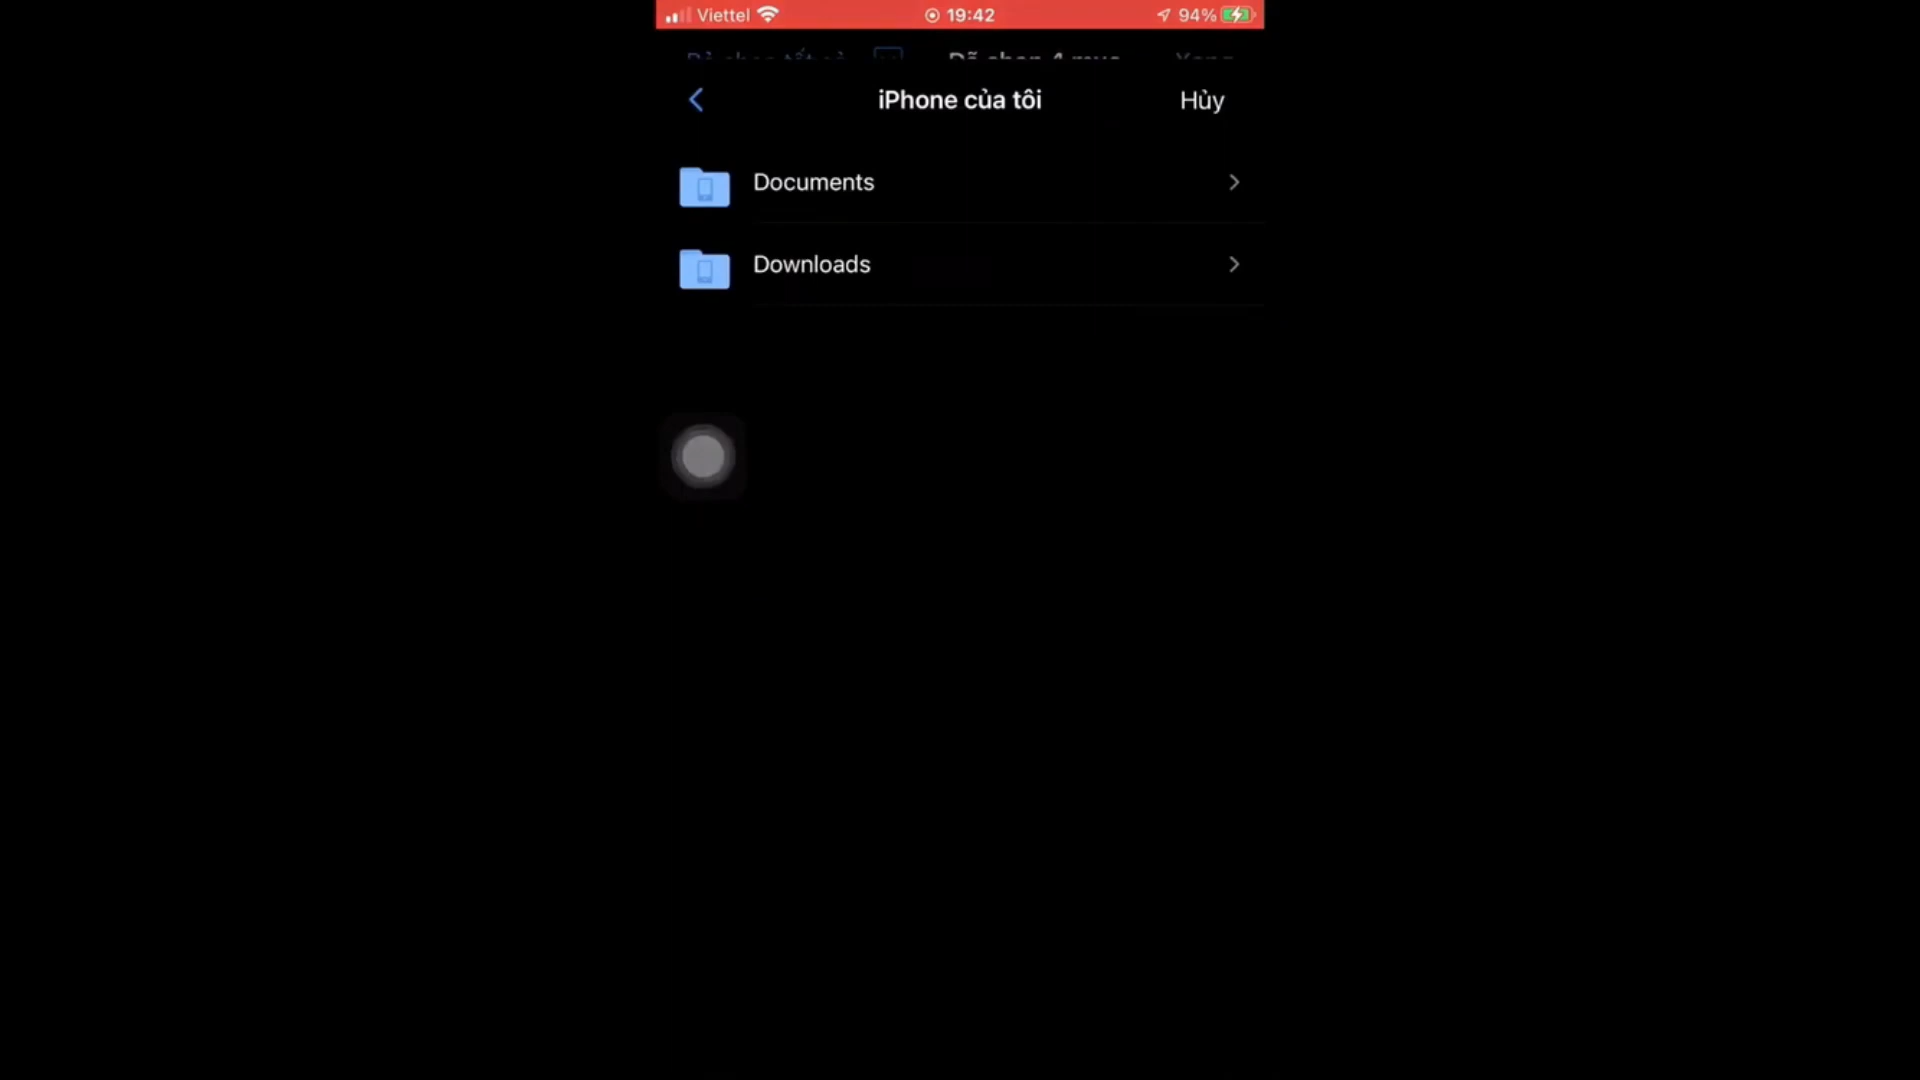 Viettel 19:42 94%
iPhone của tôi Hủy
Documents
Downloads